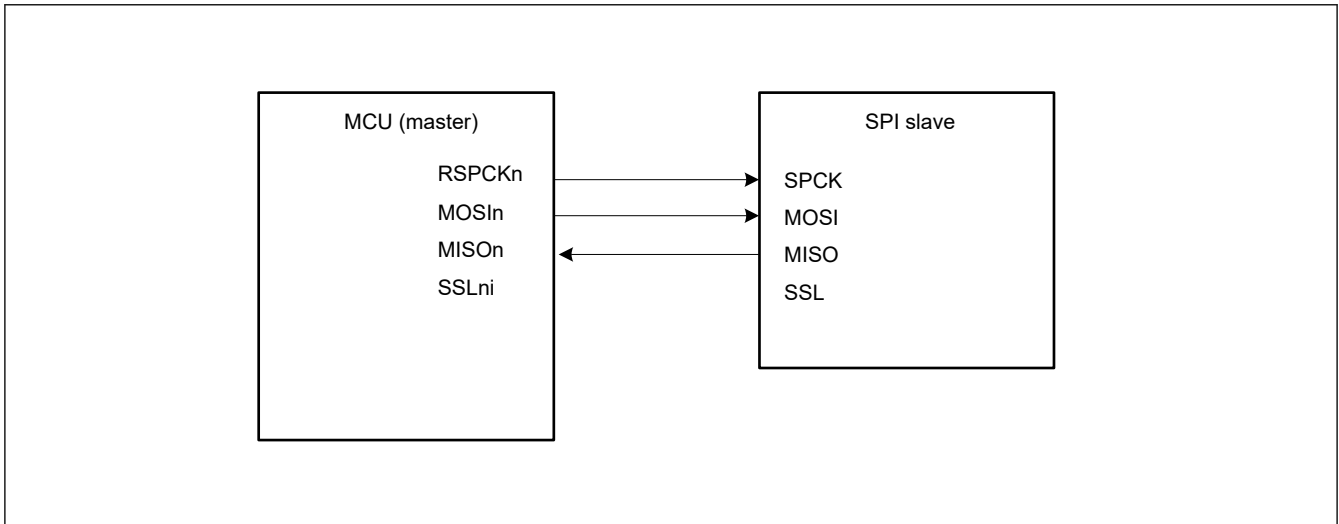 MCU (master)
RSPCKn
MOSIn
MISOn
SSLni
SPI slave
SPCK
MOSI
MISO
SSL